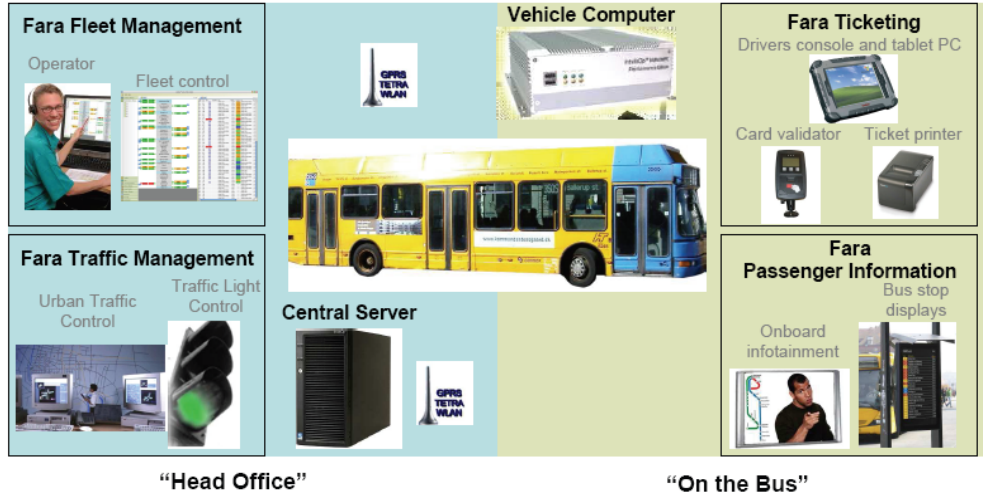 Fara Fleet Management
Operator
Fleet control
GPRS
TETRA
WLAN
Vehicle Computer
Fara Ticketing
Drivers console and tablet PC
Card validator
Ticket printer
Fara Traffic Management
Urban Traffic
Control
Traffic Light
Control
Central Server
GPRS
TETRA
WLAN
Fara
Passenger Information
Onboard
infotainment
Bus stop
displays
“Head Office”
“On the Bus”